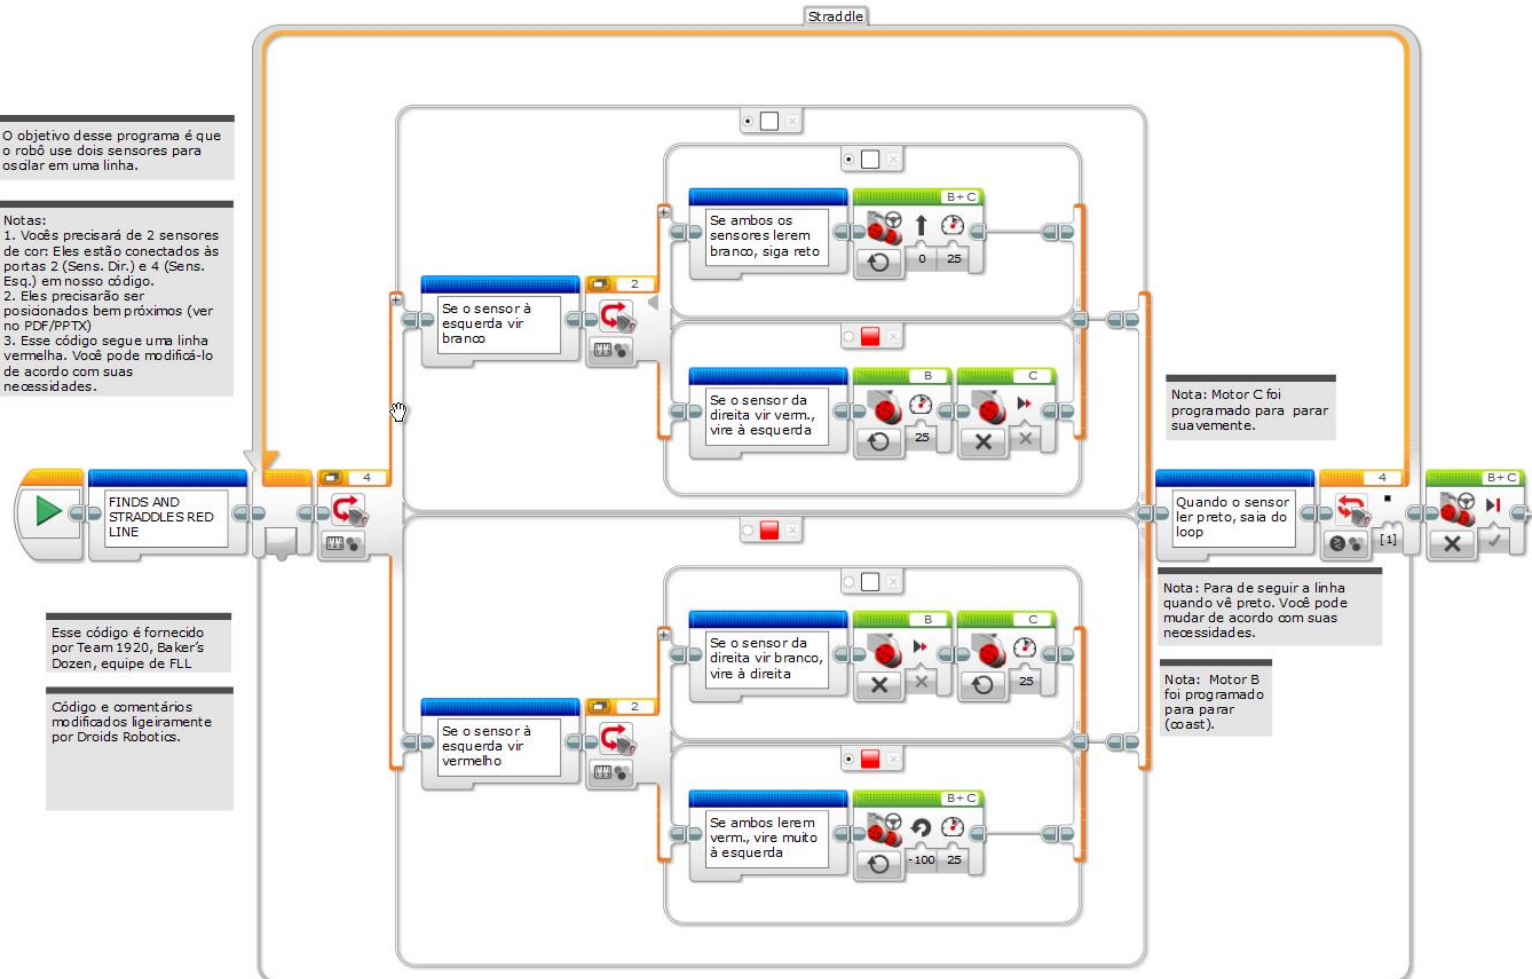 Straddle
O objetivo desse programa é que
o robô use dois sensores para
oscilar em uma linha.
Notas:
1. Vocês precisará de 2 sensores
de cor: Eles estão conectados às
portas 2 (Sens. Dir.) e 4 (Sens.
Esq.) em nosso código.
2. Eles precisarão ser
posicionados bem próximos (ver
no PDF/PPTX)
3. Esse código segue uma linha
vermelha. Você pode modificá-lo
de acordo com suas
necessidades.
FINDS AND
STRADDLES RED
LINE
4
Esse código é fornecido
por Team 1920, Baker's
Dozen, equipe de FLL
Código e comentários
modificados ligeiramente
por Droids Robotics.
Se o sensor à
esquerda vir
branco
2
Se ambos os
sensores lerem
branco, siga reto
B+C
0 25
Se o sensor da
direita vir verm.,
vire à esquerda
B
25
C
Se o sensor à
esquerda vir
vermelho
2
Se o sensor da
direita vir branco,
vire à direita
B
C
25
Se ambos lerem
verm., vire muito
à esquerda
B+C
-100 25
Nota: Motor C foi
programado para parar
suavemente.
Quando o sensor
ler preto, saia do
loop
4
[1]
B+C
Nota: Para de seguir a linha
quando vê preto. Você pode
mudar de acordo com suas
necessidades.
Nota: Motor B
foi programado
para parar
(coast).